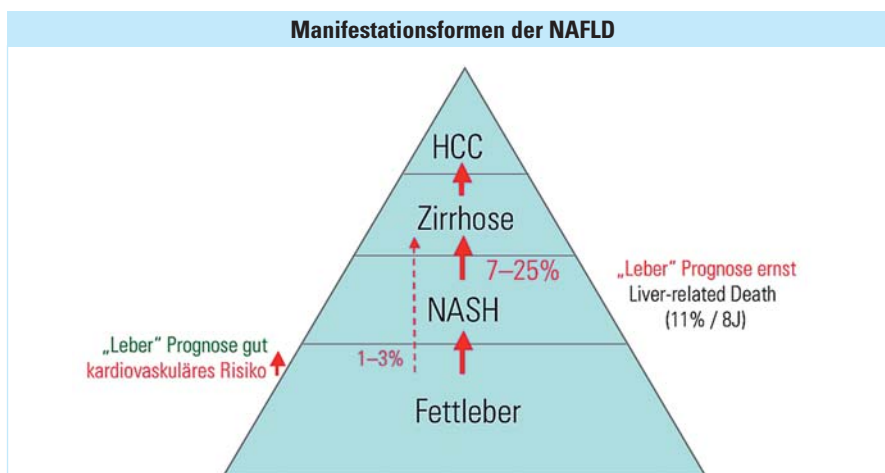 Manifestationsformen der NAFLD
HCC
Zirrhose
7–25%
„Leber“ Prognose ernst
Liver-related Death
(11% / 8J)
NASH
„Leber“ Prognose gut
kardiovaskuläres Risiko
1–3%
Fettleber